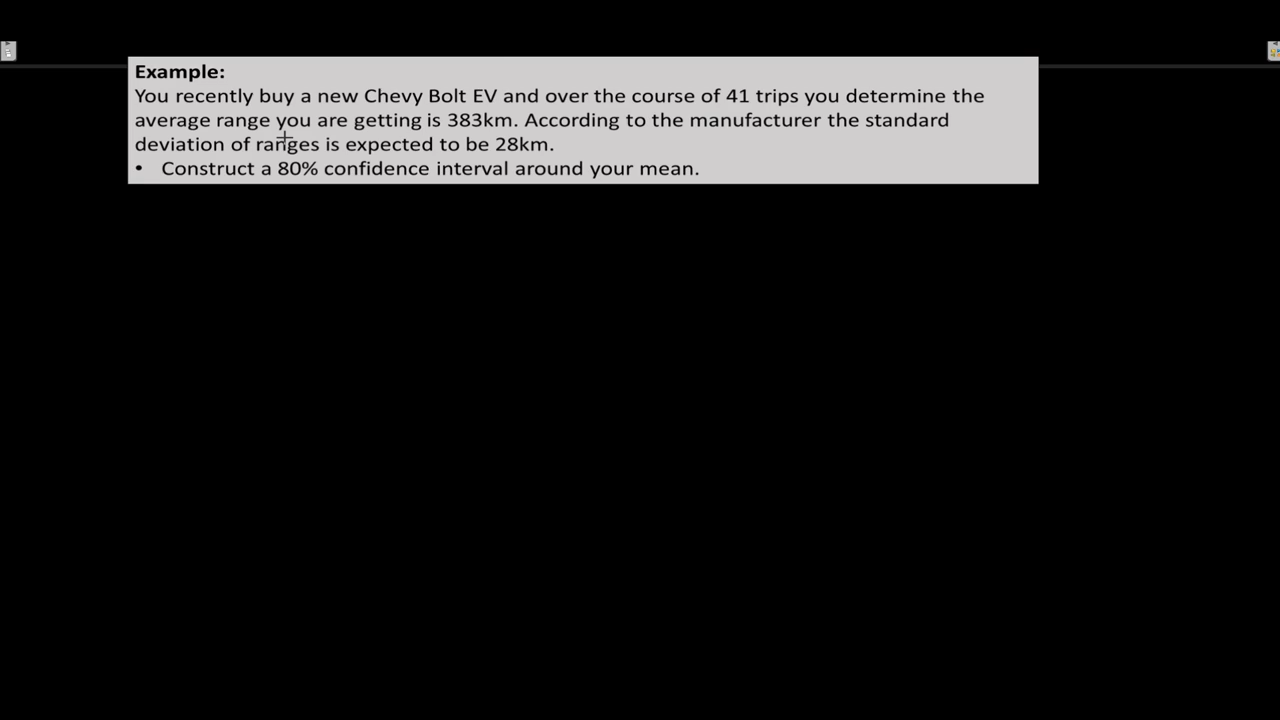 Example:
You recently buy a new Chevy Bolt EV and over the course of 41 trips you determine the
average range you are getting is 383km. According to the manufacturer the standard
deviation of ranges is expected to be 28km.
• Construct a 80% confidence interval around your mean.